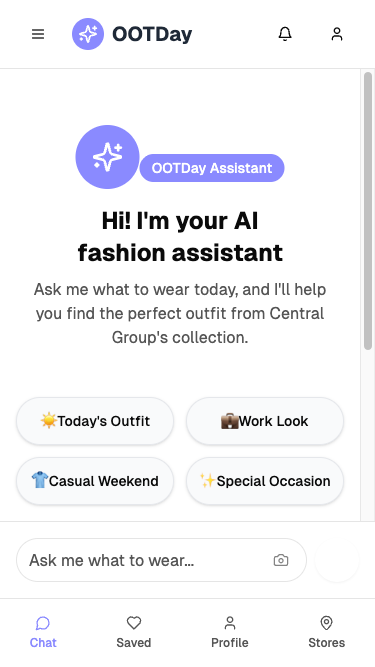 OOTDay
OOTDay Assistant
Hi! I'm your AI
fashion assistant
Ask me what to wear today, and I'll help
you find the perfect outfit from Central
Group's collection.
☀️Today's Outfit
💼Work Look
👕Casual Weekend
✨Special Occasion
Ask me what to wear...
Chat
Saved
Profile
Stores